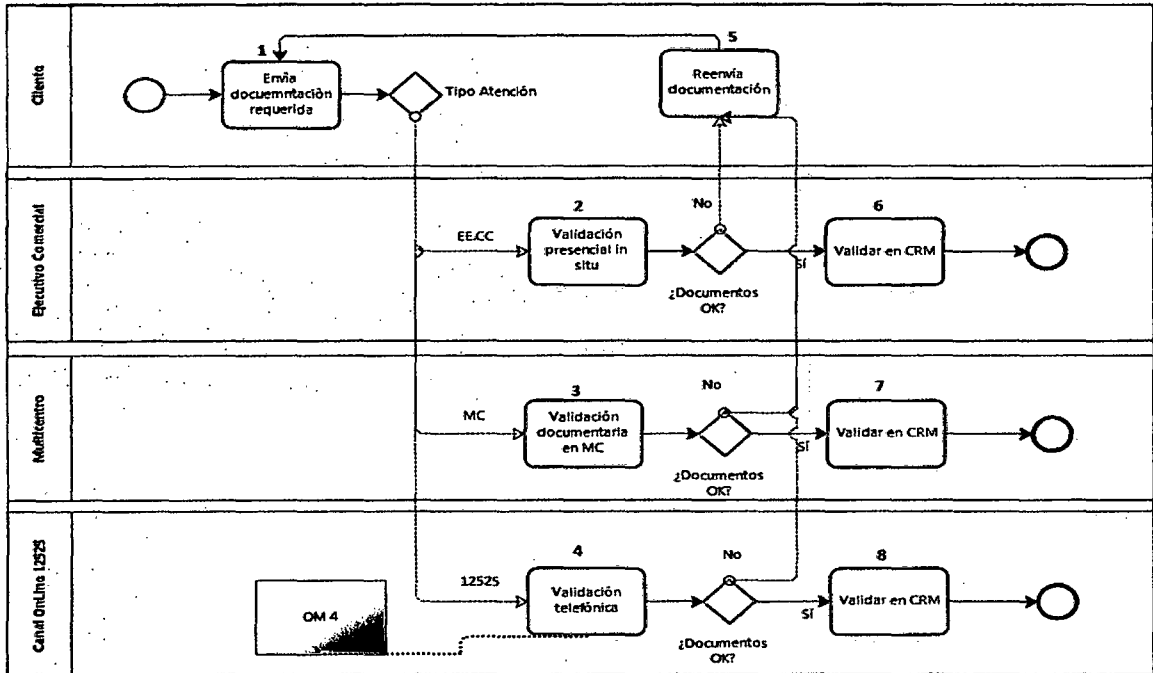 Cliente
1
Envía
docuemntación
requerida
Tipo Atención
5
Reenvía
documentación
Ejecutivo Comercial
EE.CC
2
Validación
presencial in
situ
No
¿Documentos
OK?
Sí
6
Validar en CRM
Multicentro
MC
3
Validación
documentaria
en MC
No
¿Documentos
OK?
Sí
7
Validar en CRM
Canal OnLine 12525
OM 4
12525
4
Validación
telefónica
No
¿Documentos
OK?
Sí
8
Validar en CRM